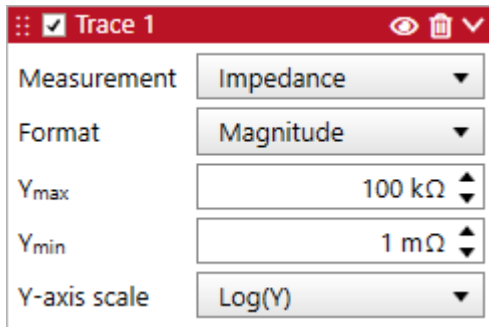 Trace 1
Measurement Impedance
Format Magnitude
Ymax 100 kΩ
Ymin 1 mΩ
Y-axis scale Log(Y)